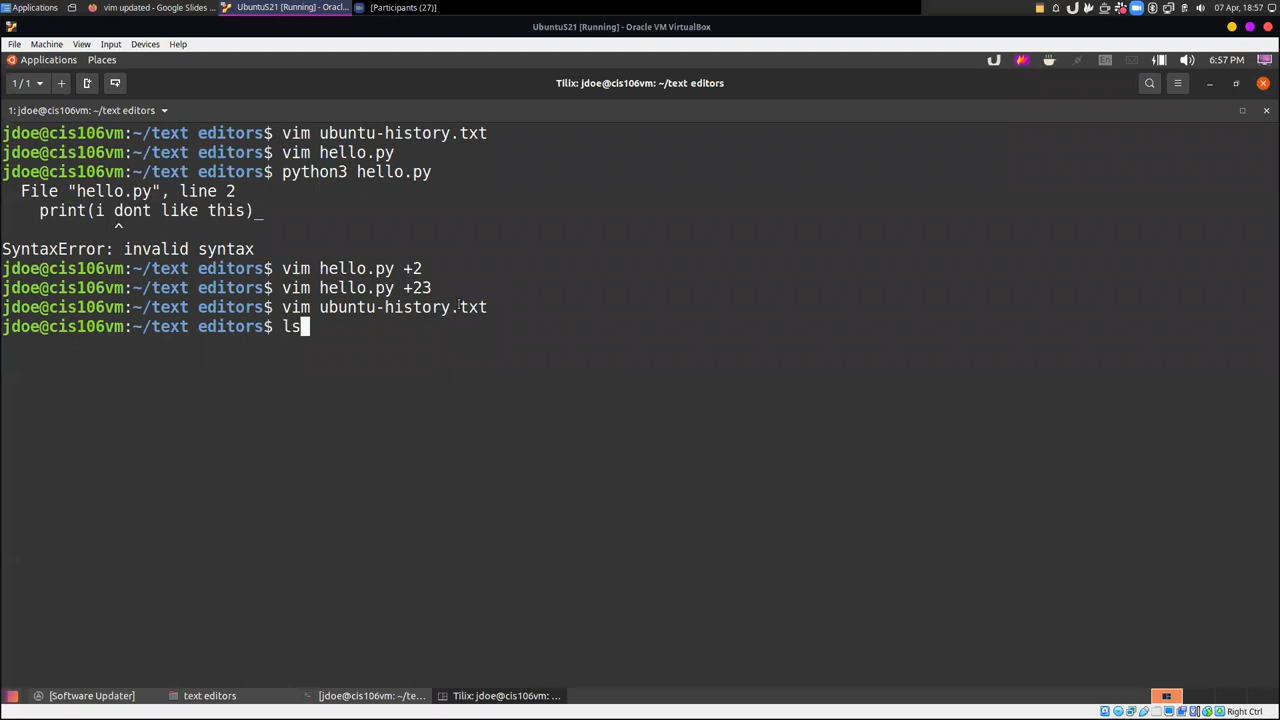 Applications
vim updated - Google Slides ...
UbuntuS21 [Running] - Oracl...
[Participants (27)]
07 Apr, 18:57
UbuntuS21 [Running] - Oracle VM VirtualBox
File Machine View Input Devices Help
Applications Places
En
6:57 PM
1/1
Tilix: jdoe@cis106vm: ~/text editors
1: jdoe@cis106vm: ~/text editors
jdoe@cis106vm:~/text editors$ vim ubuntu-history.txt
jdoe@cis106vm:~/text editors$ vim hello.py
jdoe@cis106vm:~/text editors$ python3 hello.py
File "hello.py", line 2
print(i dont like this)_
^
SyntaxError: invalid syntax
jdoe@cis106vm:~/text editors$ vim hello.py +2
jdoe@cis106vm:~/text editors$ vim hello.py +23
jdoe@cis106vm:~/text editors$ vim ubuntu-history.txt
jdoe@cis106vm:~/text editors$ ls
[Software Updater]
text editors
[jdoe@cis106vm: ~/te...
Tilix: jdoe@cis106vm: ...
Right Ctrl